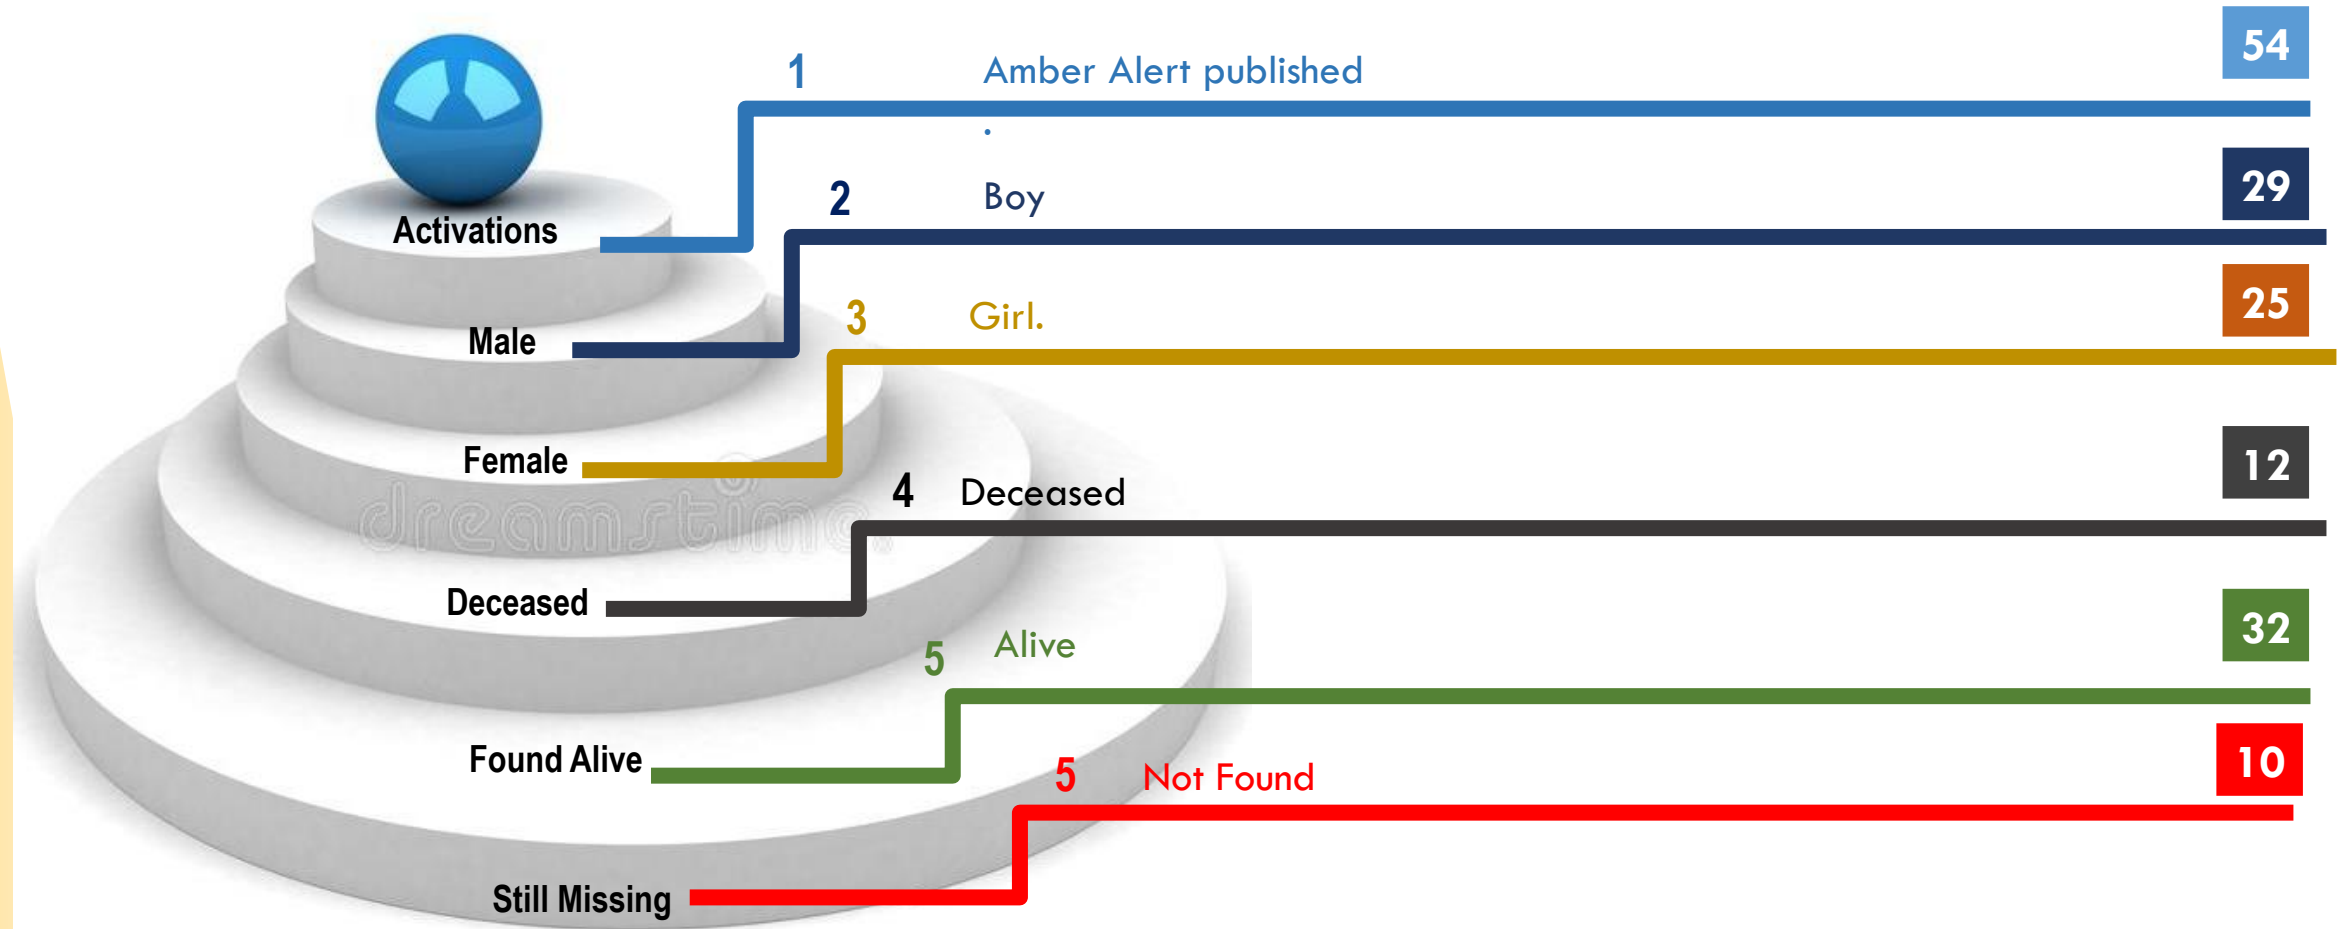 54
1 Amber Alert published
.
29
2 Boy
Activations
25
3 Girl.
Male
12
Female
4 Deceased
dreamstime.
Deceased
32
5 Alive
Found Alive
10
5 Not Found
Still Missing